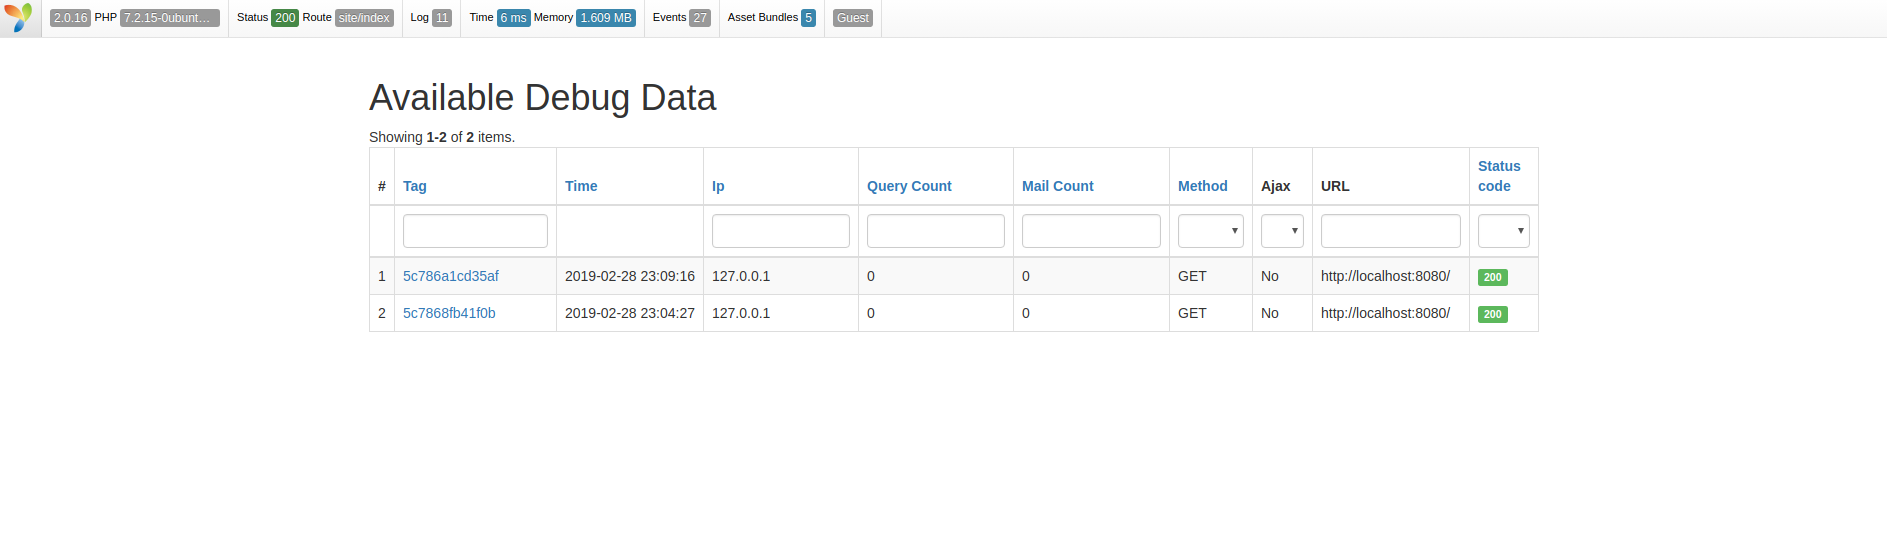 2.0.16 PHP 7.2.15-0ubunt… Status 200 Route site/index Log 11 Time 6 ms Memory 1.609 MB Events 27 Asset Bundles 5 Guest
Available Debug Data
Showing 1-2 of 2 items.
# Tag Time Ip Query Count Mail Count Method Ajax URL Status code
1 5c786a1cd35af 2019-02-28 23:09:16 127.0.0.1 0 0 GET No http://localhost:8080/ 200
2 5c7868fb41f0b 2019-02-28 23:04:27 127.0.0.1 0 0 GET No http://localhost:8080/ 200